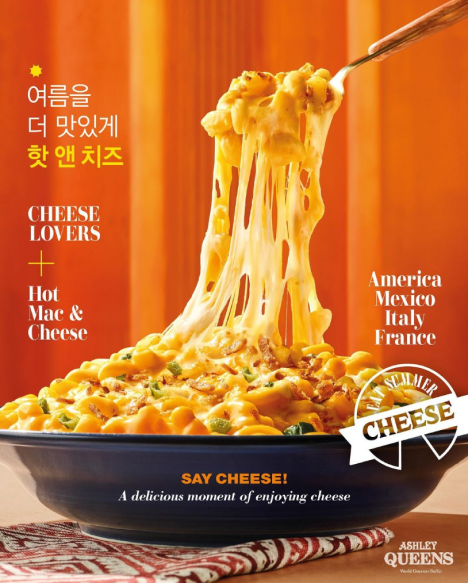 여름을
더 맛있게
핫 앤 치즈
CHEESE
LOVERS
Hot
Mac &
Cheese
America
Mexico
Italy
France
EAT SUMMER
CHEESE
SAY CHEESE!
A delicious moment of enjoying cheese
ASHLEY
QUEENS